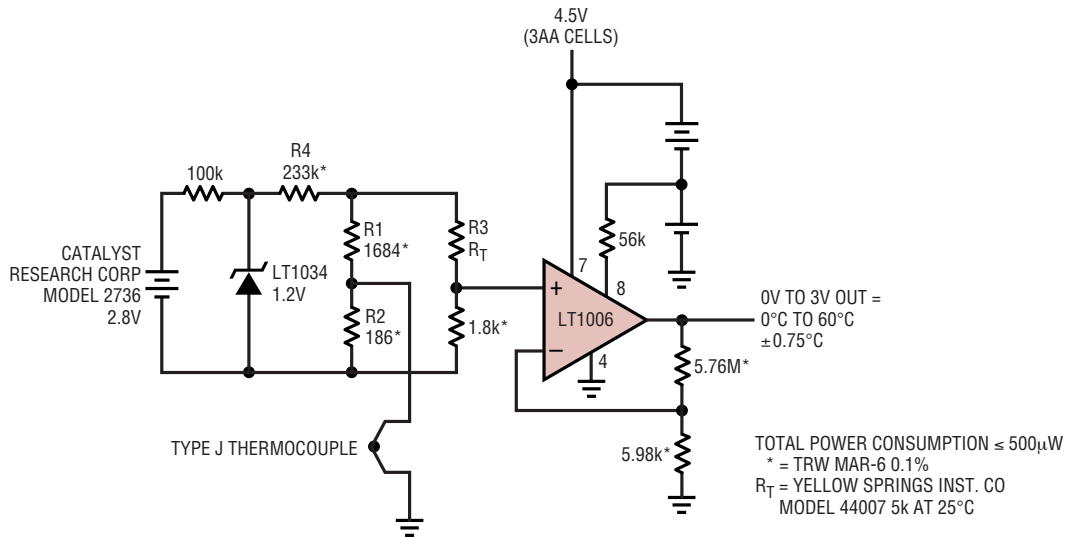 4.5V
(3AA CELLS)
R4
233k*
100k
R1
1684*
R3
RT
56k
7
CATALYST
RESEARCH CORP
MODEL 2736
2.8V
LT1034
1.2V
+
8
LT1006
0V TO 3V OUT =
0°C TO 60°C
±0.75°C
R2
186*
1.8k*
−
4
5.76M*
TYPE J THERMOCOUPLE
5.98k*
TOTAL POWER CONSUMPTION ≤ 500µW
* = TRW MAR-6 0.1%
RT = YELLOW SPRINGS INST. CO
MODEL 44007 5k AT 25°C